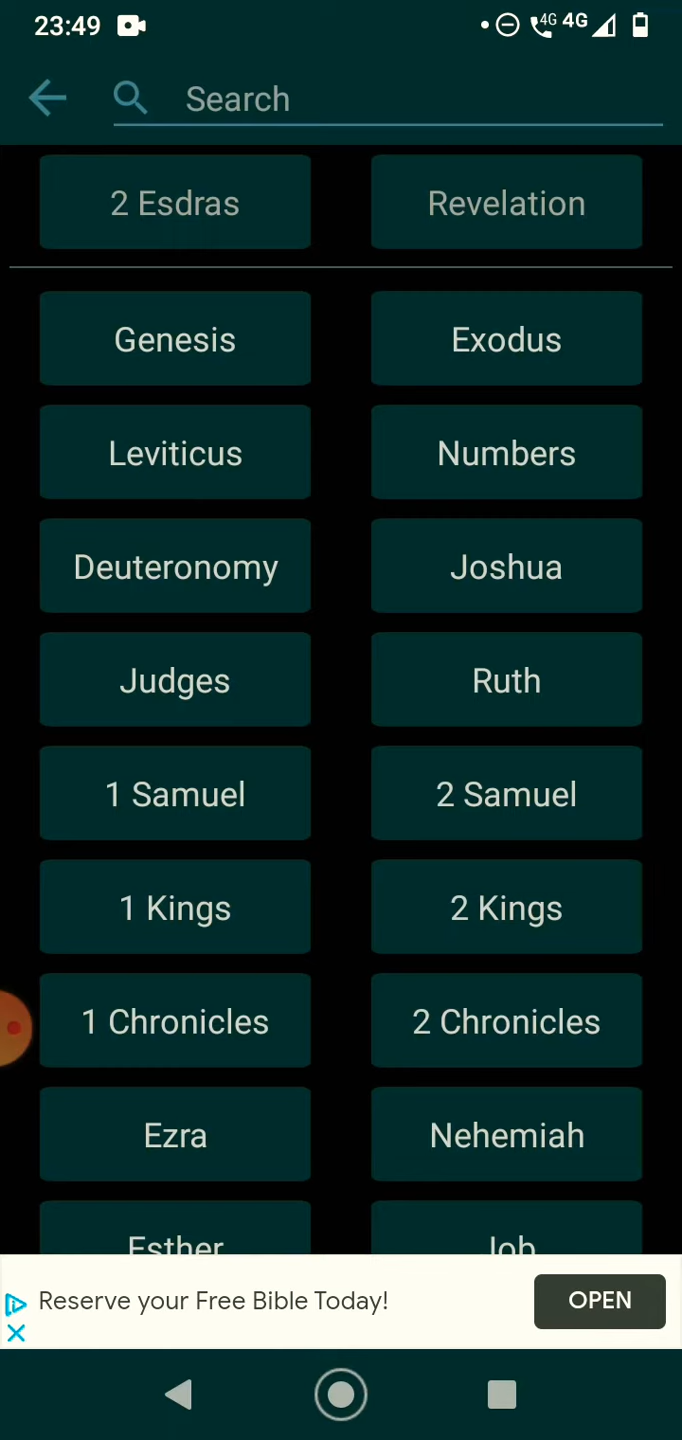 23:49
4G 4G
Search
2 Esdras Revelation
Genesis Exodus
Leviticus Numbers
Deuteronomy Joshua
Judges Ruth
1 Samuel 2 Samuel
1 Kings 2 Kings
1 Chronicles 2 Chronicles
Ezra Nehemiah
Esther Job
Reserve your Free Bible Today! OPEN